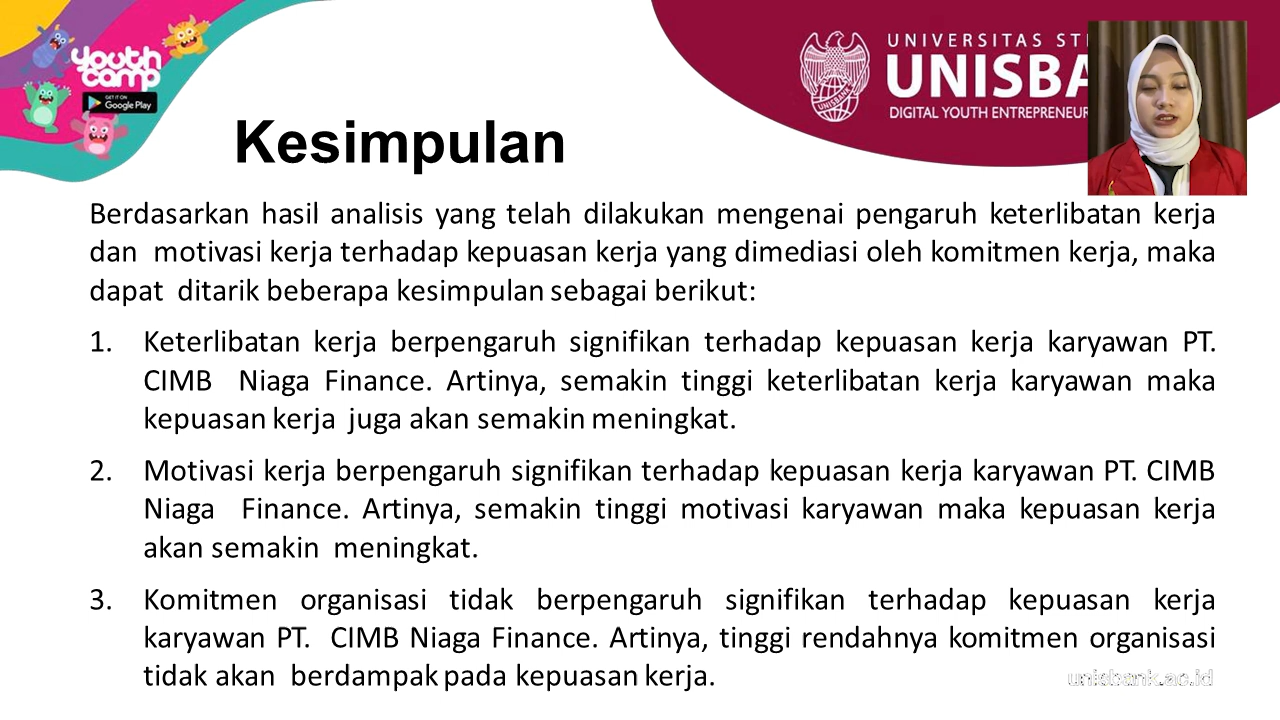 youth
camp
GET IT ON
Google Play
UNIVERSITAS
UNISBA
DIGITAL YOUTH
UNISBANK
Kesimpulan
Berdasarkan hasil analisis yang telah dilakukan mengenai pengaruh keterlibatan kerja
dan motivasi kerja terhadap kepuasan kerja yang dimediasi oleh komitmen kerja, maka
dapat ditarik beberapa kesimpulan sebagai berikut:
1. Keterlibatan kerja berpengaruh signifikan terhadap kepuasan kerja karyawan PT.
CIMB Niaga Finance. Artinya, semakin tinggi keterlibatan kerja karyawan maka
kepuasan kerja juga akan semakin meningkat.
2. Motivasi kerja berpengaruh signifikan terhadap kepuasan kerja karyawan PT. CIMB
Niaga Finance. Artinya, semakin tinggi motivasi karyawan maka kepuasan kerja
akan semakin meningkat.
3. Komitmen organisasi tidak berpengaruh signifikan terhadap kepuasan kerja
karyawan PT. CIMB Niaga Finance. Artinya, tinggi rendahnya komitmen organisasi
tidak akan berdampak pada kepuasan kerja.
unisbank.ac.id